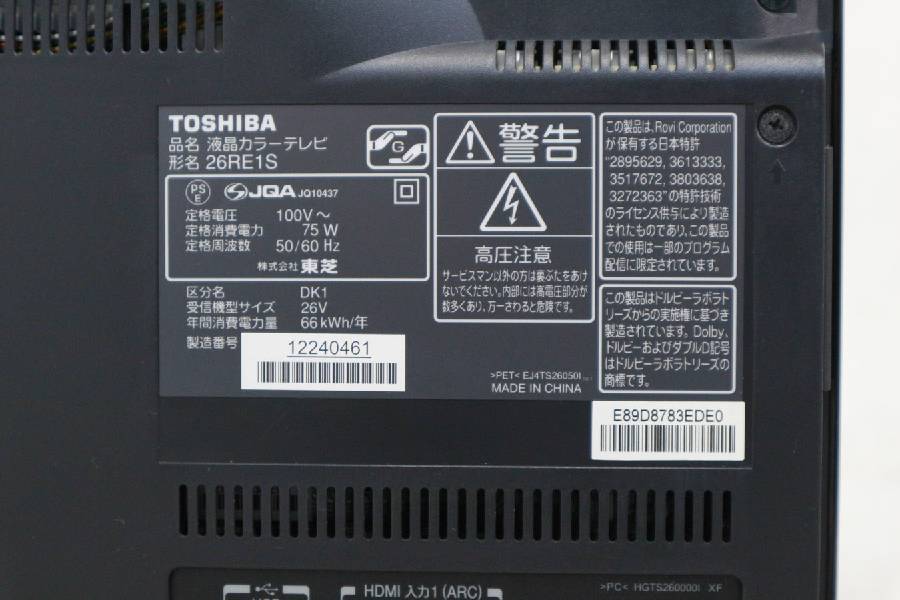 TOSHIBA
品名 液晶カラーテレビ
形名 26RE1S
G
PS
E
JQA JQ10437
定格電圧 100V～
定格消費電力 75 W
定格周波数 50/60 Hz
株式会社 東芝
区分名 DK1
受信機型サイズ 26V
年間消費電力量 66 kWh/年
製造番号 12240461
警告
高圧注意
サービスマン以外の方は裏ぶたをあけ
ないでください。内部には高電圧部分が
数多くあり、万一さわると危険です。
>PET< EJ4TS26050I
MADE IN CHINA
この製品は、Rovi Corporation
が保有する日本特許
"2895629, 3613333,
3517672, 3803638,
3272363"の特許技術
のライセンス供与により製造
されたものであり、この製品
での使用は一部のプログラム
配信に限定されています。
この製品はドルビーラボラト
リーズからの実施権に基づき
製造されています。Dolby、
ドルビーおよびダブルD記号
はドルビーラボラトリーズの
商標です。
E89D8783EDE0
HDMI 入力1 (ARC)
>PC< HGTS260000I XF